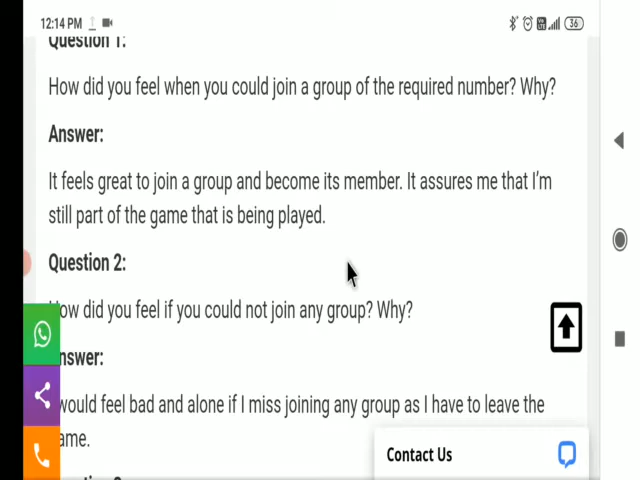 12:14 PM
36
Question 1:
How did you feel when you could join a group of the required number? Why?
Answer:
It feels great to join a group and become its member. It assures me that I'm
still part of the game that is being played.
Question 2:
ow did you feel if you could not join any group? Why?
nswer:
would feel bad and alone if I miss joining any group as I have to leave the
ame.
Contact Us